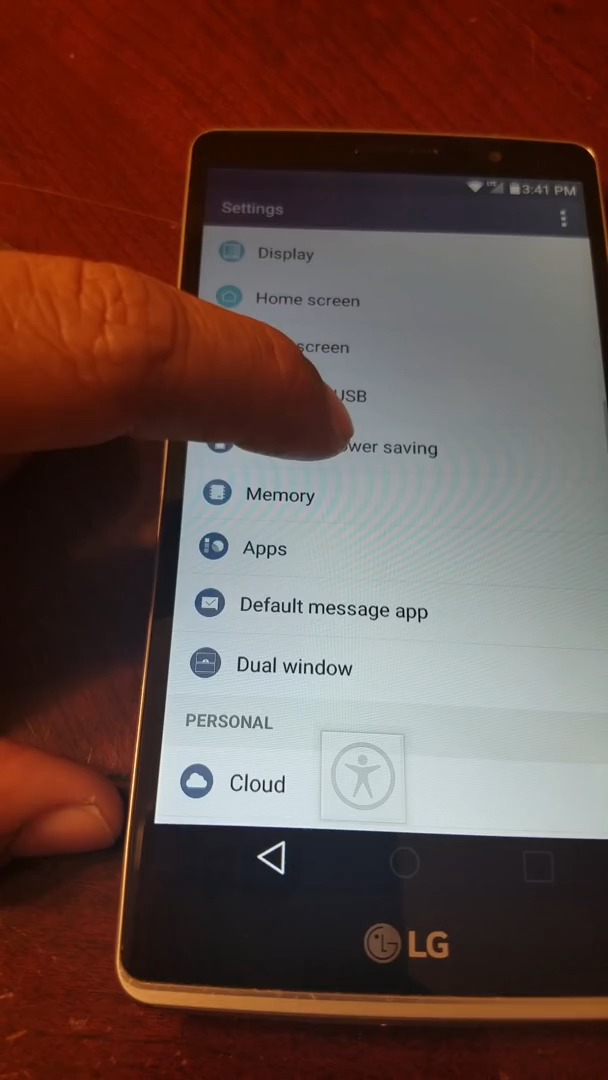 LTE 3:41 PM
Settings
Display
Home screen
screen
USB
wer saving
Memory
Apps
Default message app
Dual window
PERSONAL
Cloud
LG